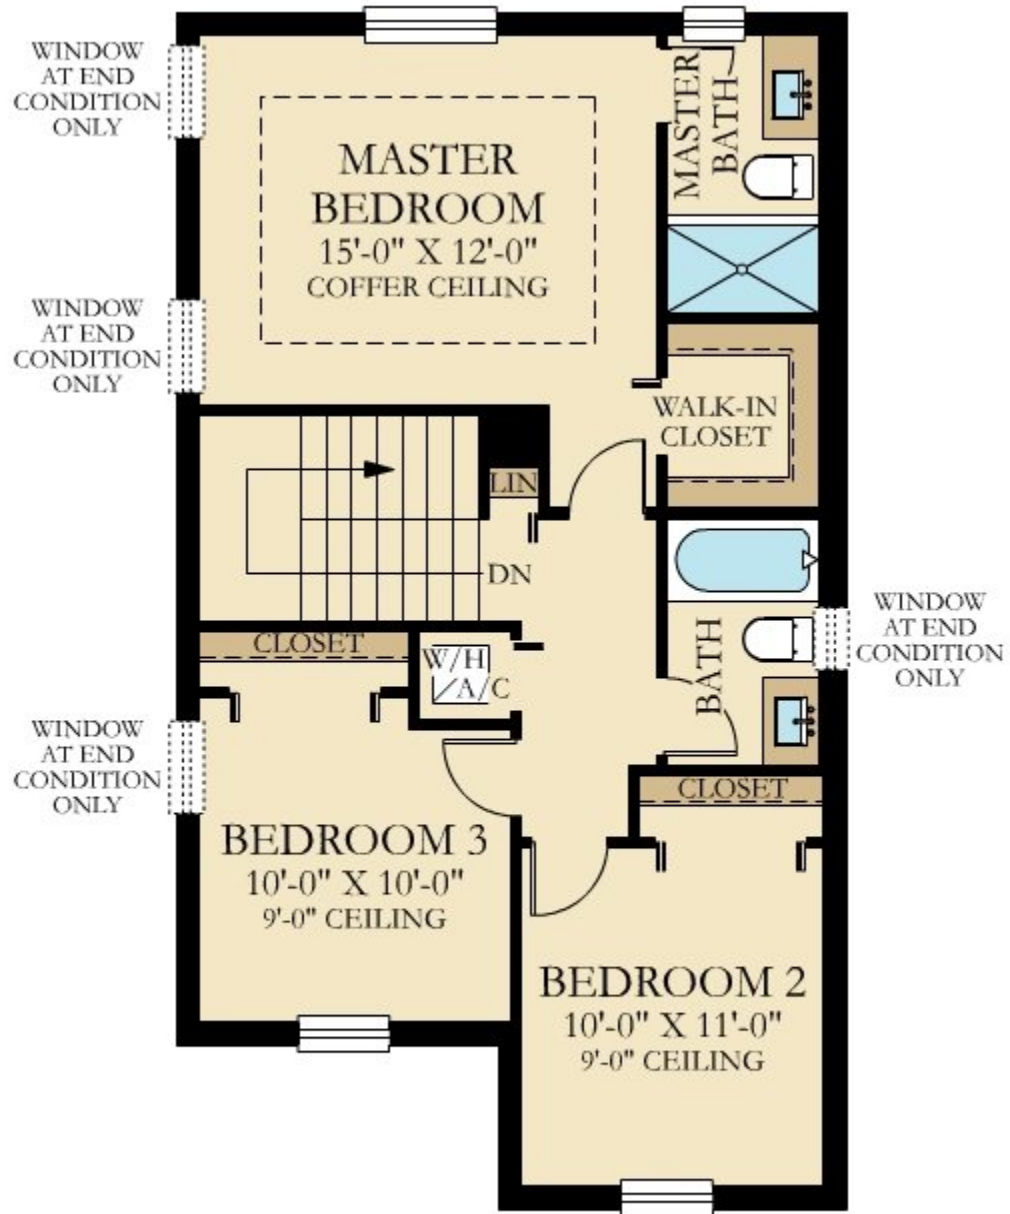 WINDOW
AT END
CONDITION
ONLY
MASTER
BATH
MASTER
BEDROOM
15'-0" X 12'-0"
COFFER CEILING
WINDOW
AT END
CONDITION
ONLY
WALK-IN
CLOSET
LIN
DN
WINDOW
AT END
CONDITION
ONLY
CLOSET
W/H
A/C
BATH
WINDOW
AT END
CONDITION
ONLY
CLOSET
BEDROOM 3
10'-0" X 10'-0"
9'-0" CEILING
BEDROOM 2
10'-0" X 11'-0"
9'-0" CEILING